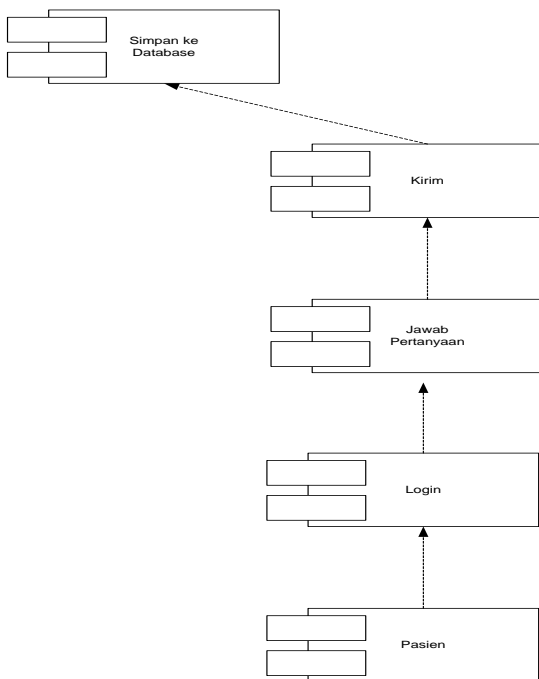 Simpan ke
Database
Kirim
Jawab
Pertanyaan
Login
Pasien